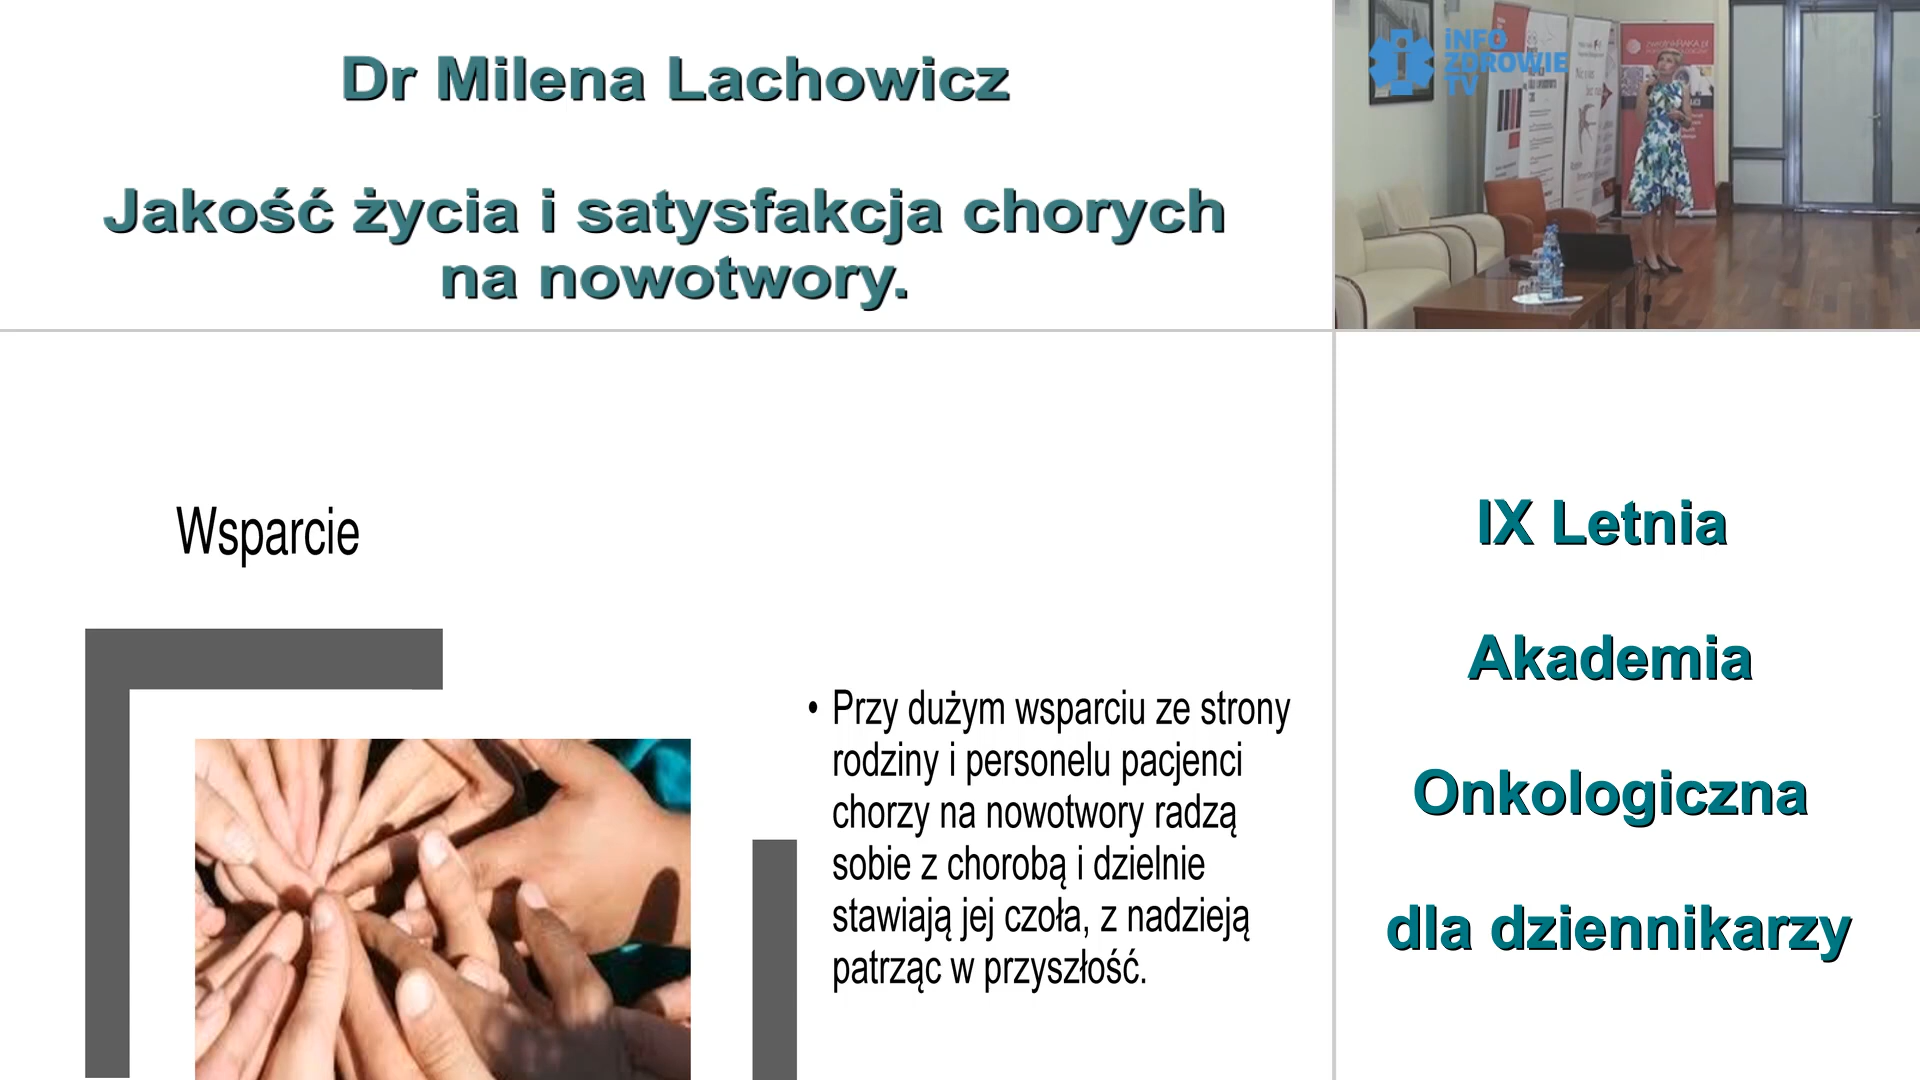 Dr Milena Lachowicz
Jakość życia i satysfakcja chorych
na nowotwory.
iNFO
ZDROWIE
TV
Wsparcie
• Przy dużym wsparciu ze strony
rodziny i personelu pacjenci
chorzy na nowotwory radzą
sobie z chorobą i dzielnie
stawiają jej czoła, z nadzieją
patrząc w przyszłość.
IX Letnia
Akademia
Onkologiczna
dla dziennikarzy